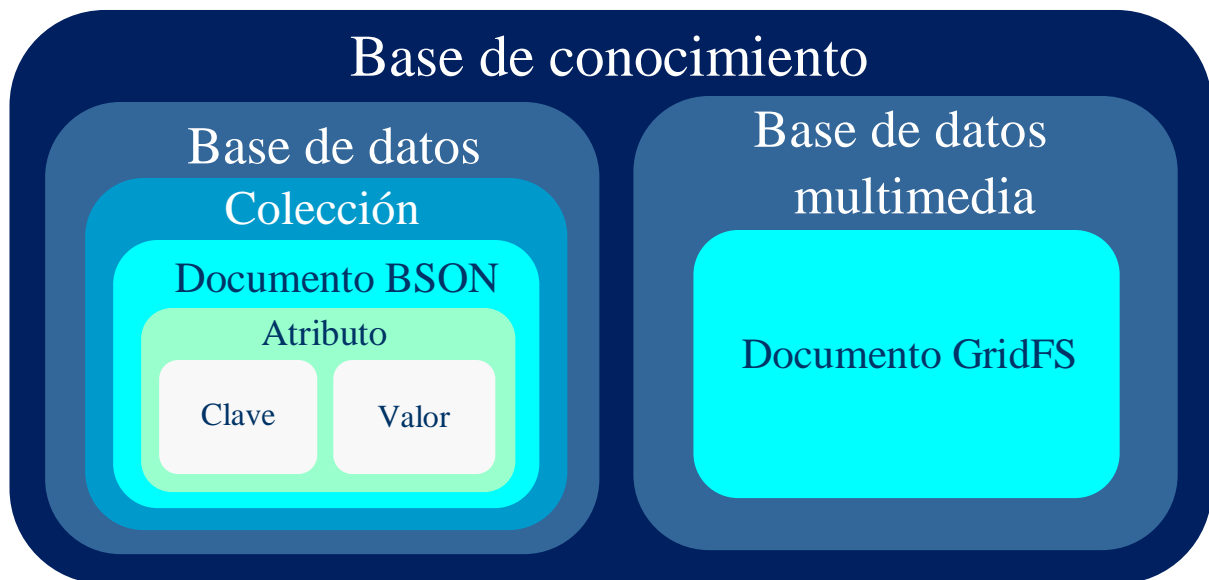 Base de conocimiento
Base de datos
Colección
Documento BSON
Atributo
Clave
Valor
Base de datos
multimedia
Documento GridFS